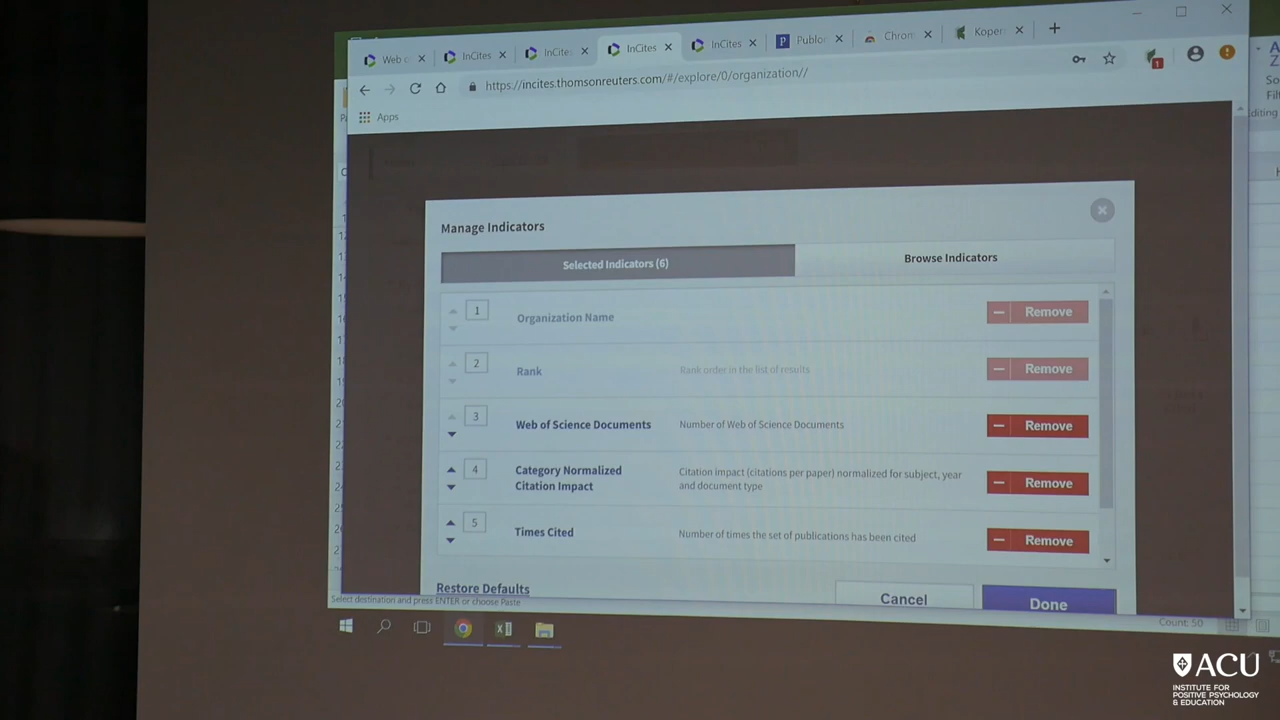 Web o
InCites
InCite
InCites
InCites
Publo
Chron
Koper
https://incites.thomsonreuters.com/#/explore/0/organization//
1
Apps
diting
Manage Indicators
Selected Indicators (6)
Browse Indicators
1
Organization Name
Remove
2
Rank
Rank order in the list of results
Remove
3
Web of Science Documents
Number of Web of Science Documents
Remove
4
Category Normalized
Citation Impact
Citation impact (citations per paper) normalized for subject, year
and document type
Remove
5
Times Cited
Number of times the set of publications has been cited
Remove
Restore Defaults
Cancel
Done
Select destination and press ENTER or choose Paste
Count: 50
ACU
INSTITUTE FOR
POSITIVE PSYCHOLOGY
& EDUCATION